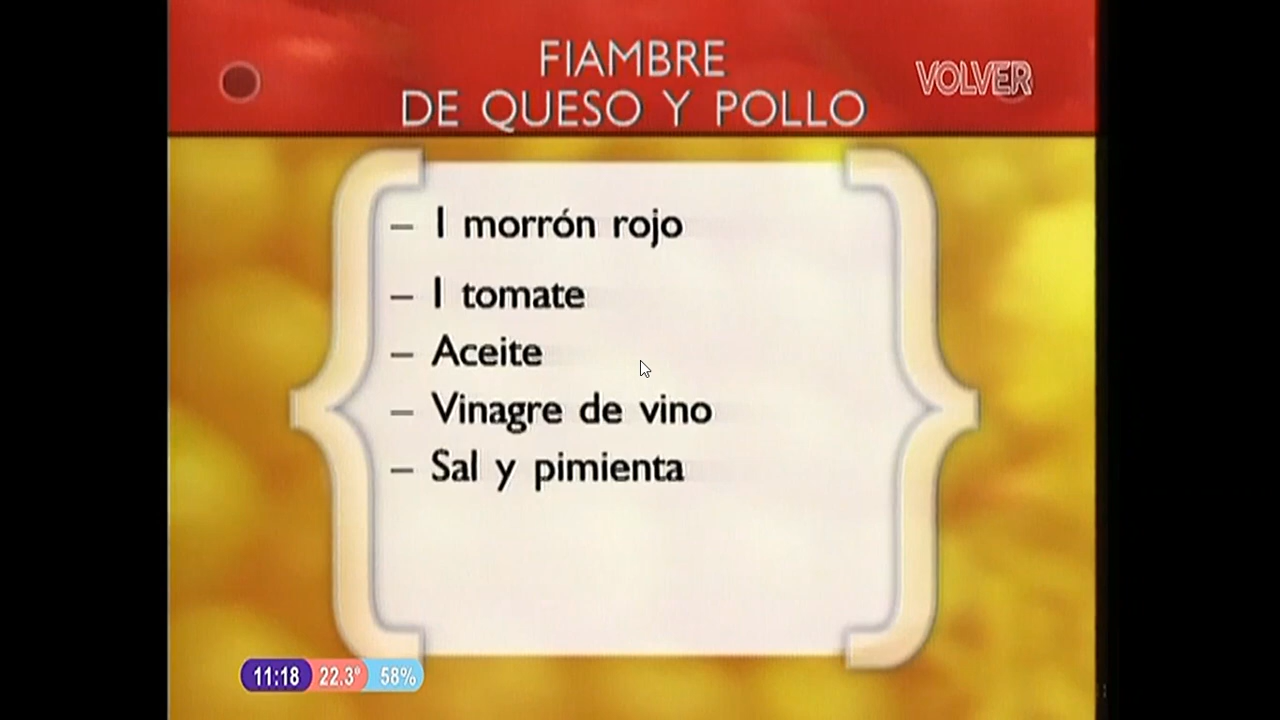 FIAMBRE
DE QUESO Y POLLO
VOLVER
– 1 morrón rojo
– 1 tomate
– Aceite
– Vinagre de vino
– Sal y pimienta
11:18 22.3° 58%